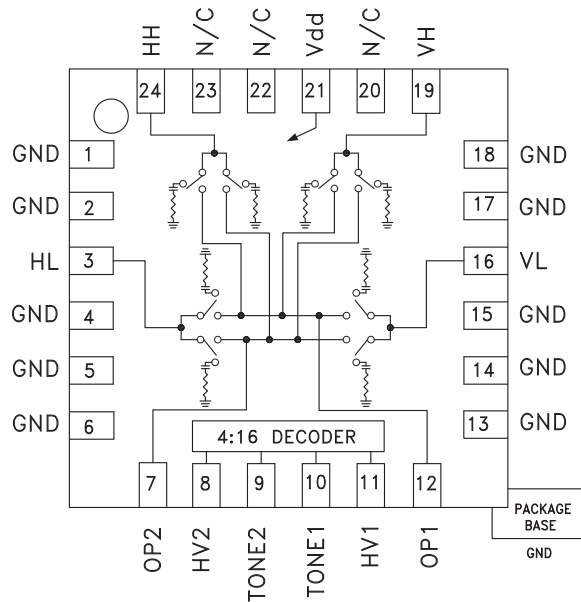 HH N/C N/C Vdd N/C VH
24 23 22 21 20 19
GND 1 18 GND
GND 2 17 GND
HL 3 16 VL
GND 4 15 GND
GND 5 14 GND
GND 6 13 GND
4:16 DECODER
7 8 9 10 11 12
OP2 HV2 TONE2 TONE1 HV1 OP1
PACKAGE
BASE
GND